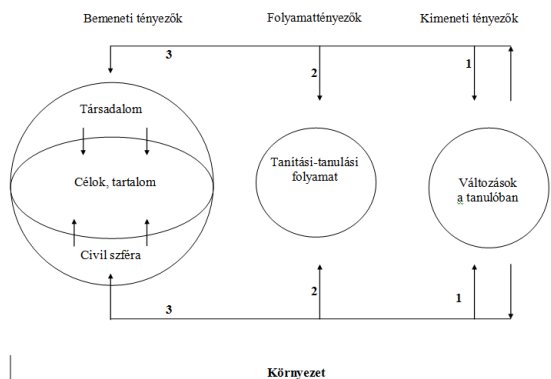 Bemeneti tényezők Folyamattényezők Kimeneti tényezők
3 2 1
Társadalom
Célok, tartalom
Civil szféra
Tanítási-tanulási
folyamat
Változások
a tanulóban
3 2 1
Környezet